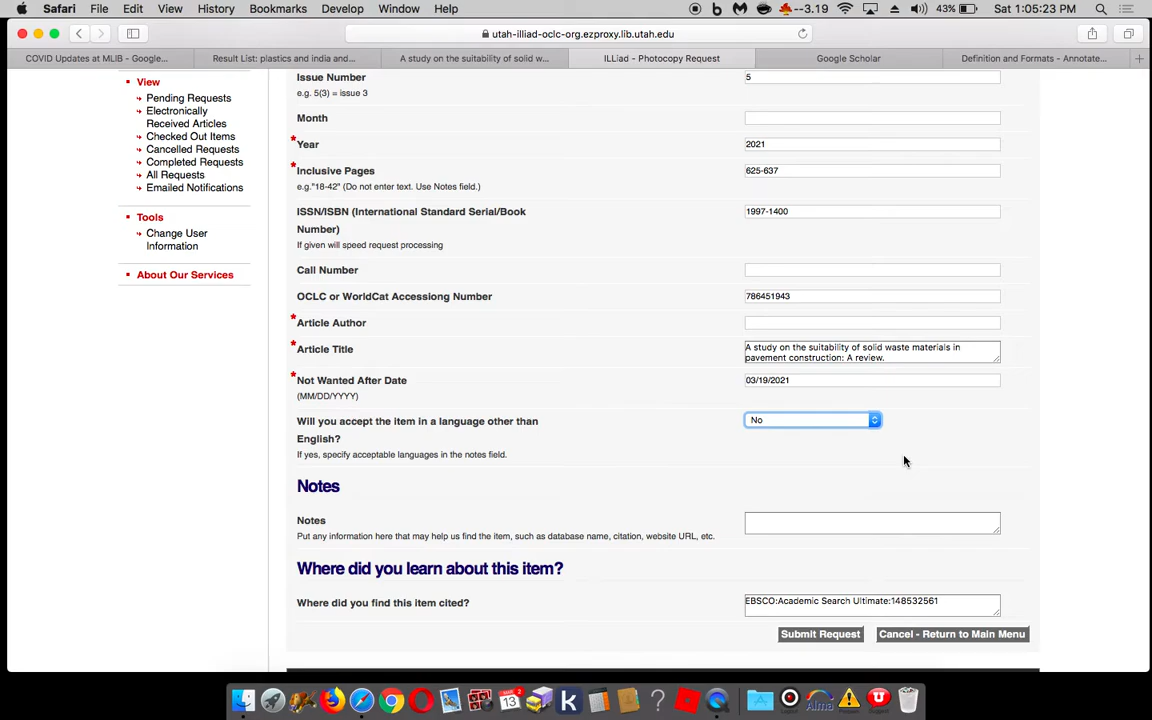 Safari File Edit View History Bookmarks Develop Window Help --3.19 43% Sat 1:05:23 PM
utah-illiad-oclc-org.ezproxy.lib.utah.edu
COVID Updates at MLIB - Google... Result List: plastics and india and... A study on the suitability of solid w... ILLiad - Photocopy Request Google Scholar Definition and Formats - Annotate...
View
Pending Requests
Electronically
Received Articles
Checked Out Items
Cancelled Requests
Completed Requests
All Requests
Emailed Notifications
Tools
Change User
Information
About Our Services
Issue Number 5
e.g. 5(3) = issue 3
Month
* Year 2021
* Inclusive Pages 625-637
e.g."18-42" (Do not enter text. Use Notes field.)
ISSN/ISBN (International Standard Serial/Book 1997-1400
Number)
If given will speed request processing
Call Number
OCLC or WorldCat Accessiong Number 786451943
* Article Author
* Article Title A study on the suitability of solid waste materials in
pavement construction: A review.
* Not Wanted After Date 03/19/2021
(MM/DD/YYYY)
Will you accept the item in a language other than No
English?
If yes, specify acceptable languages in the notes field.
Notes
Notes
Put any information here that may help us find the item, such as database name, citation, website URL, etc.
Where did you learn about this item?
Where did you find this item cited? EBSCO:Academic Search Ultimate:148532561
Submit Request Cancel - Return to Main Menu
MAR 13 2 K ? Alma